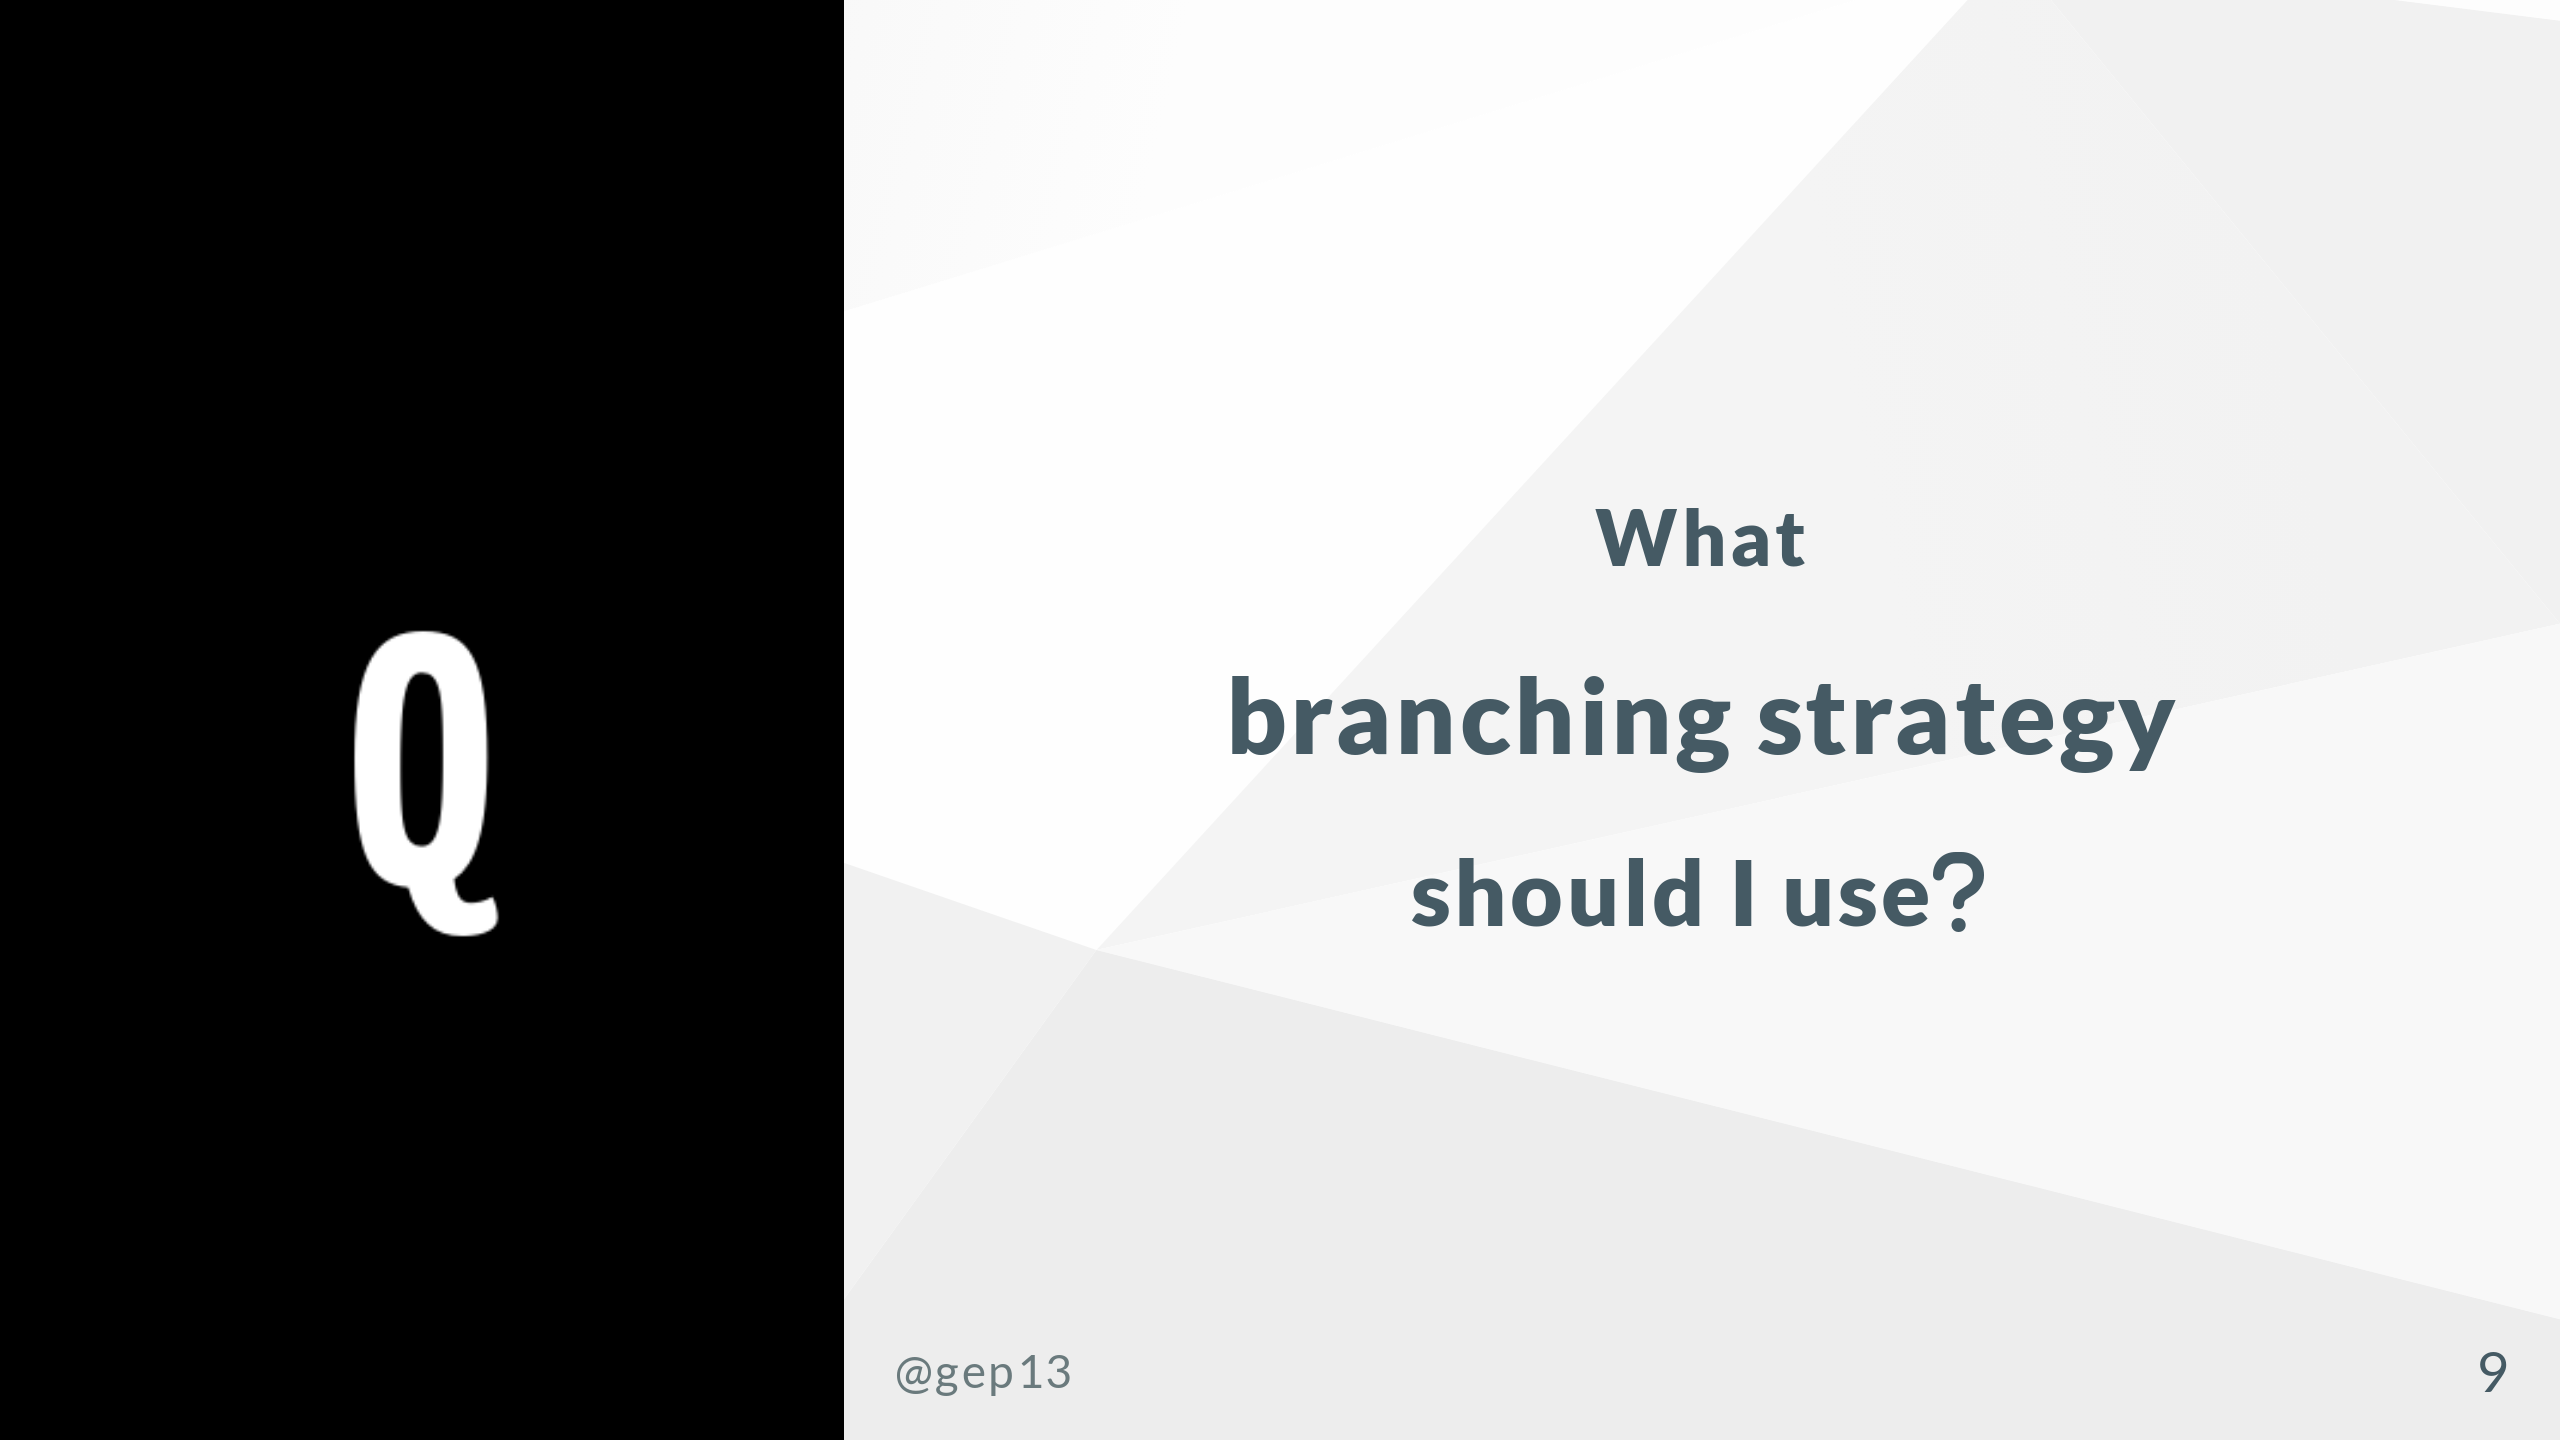 Q
What
branching strategy
should I use?
@gep13
9